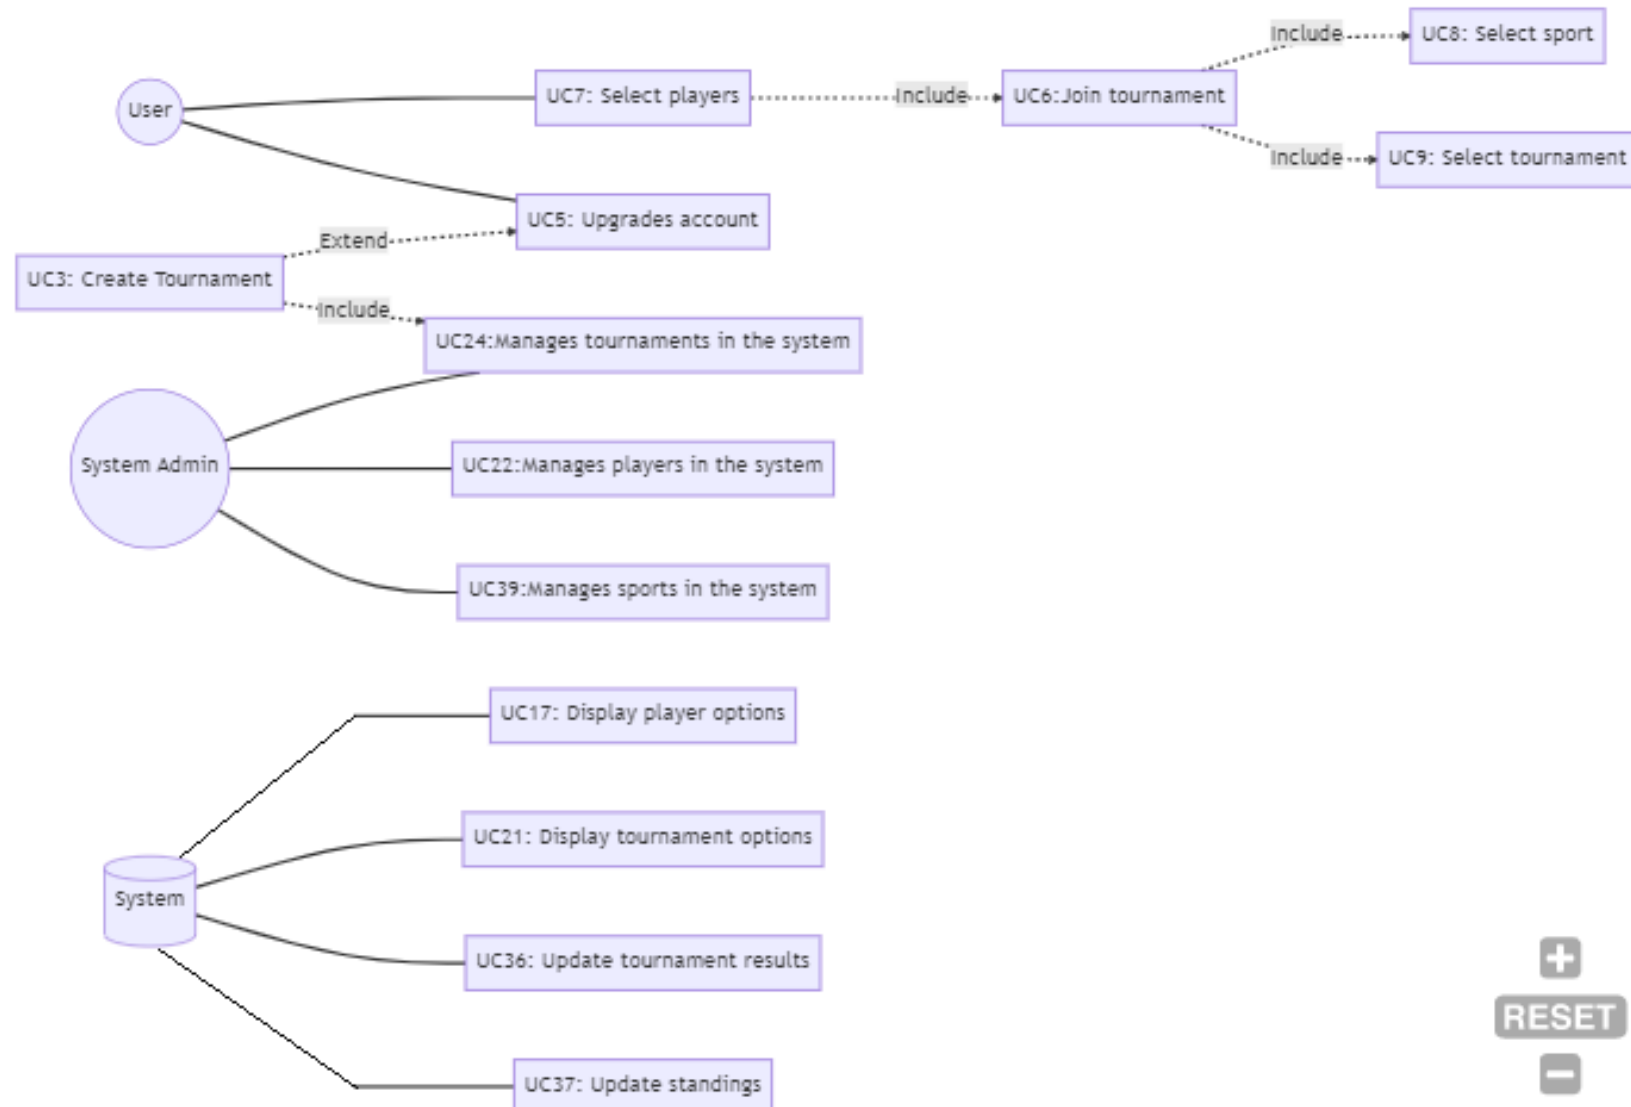 Include
UC8: Select sport
User
UC7: Select players
Include
UC6:Join tournament
Include
UC9: Select tournament
UC5: Upgrades account
Extend
UC3: Create Tournament
Include
UC24:Manages tournaments in the system
System Admin
UC22:Manages players in the system
UC39:Manages sports in the system
UC17: Display player options
UC21: Display tournament options
System
UC36: Update tournament results
RESET
UC37: Update standings